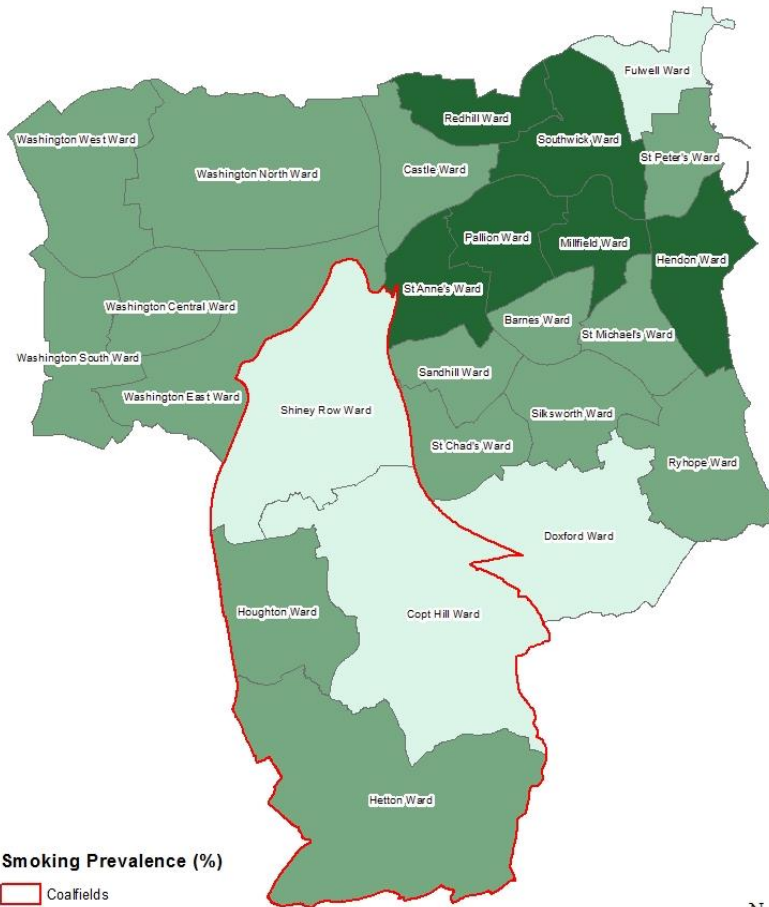 Fulwell Ward
Redhill Ward
Southwick Ward
Washington West Ward
St Peter's Ward
Washington North Ward
Castle Ward
Pallion Ward
Millfield Ward
Hendon Ward
St Anne's Ward
Washington Central Ward
Barnes Ward
St Michael's Ward
Washington South Ward
Sandhill Ward
Washington East Ward
Shiney Row Ward
Silksworth Ward
St Chad's Ward
Ryhope Ward
Doxford Ward
Houghton Ward
Copt Hill Ward
Hetton Ward
Smoking Prevalence (%)
Coalfields
N